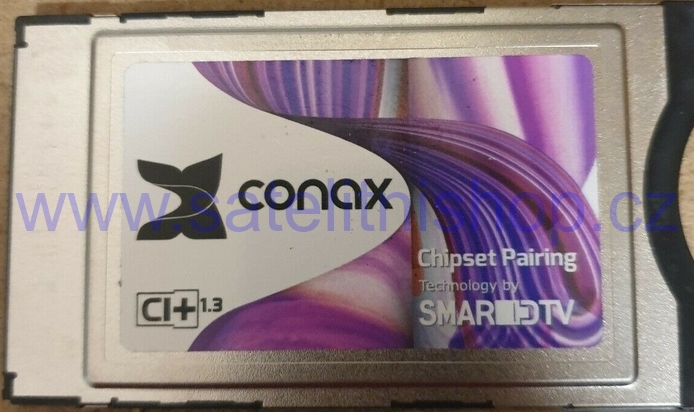 conax
www.satelitnishop.cz
Chipset Pairing
Technology by
SMARDTV
CI+ 1.3